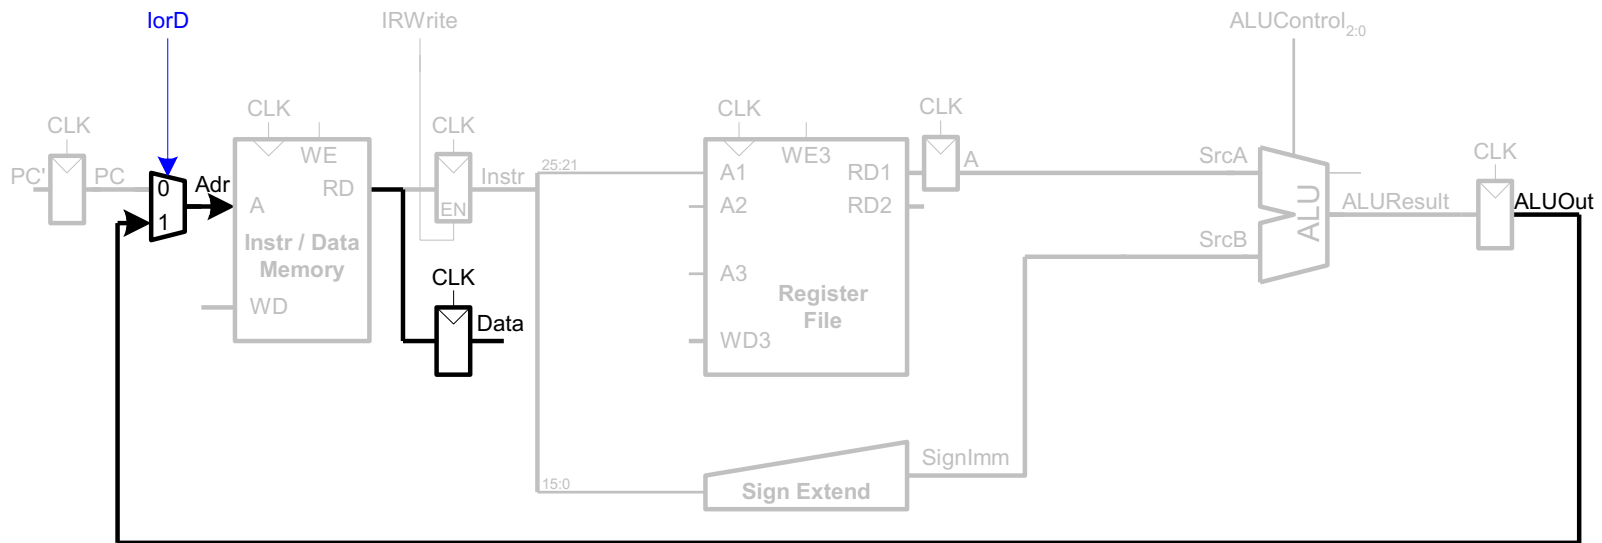 IorD
IRWrite
ALUControl2:0
CLK
CLK
CLK
CLK
CLK
CLK
PC'
PC
0
1
Adr
WE
RD
A
Instr / Data
Memory
WD
EN
Instr
CLK
Data
25:21
A1
A2
A3
WD3
WE3
RD1
RD2
Register
File
A
SrcA
SrcB
ALU
ALUResult
ALUOut
15:0
Sign Extend
SignImm